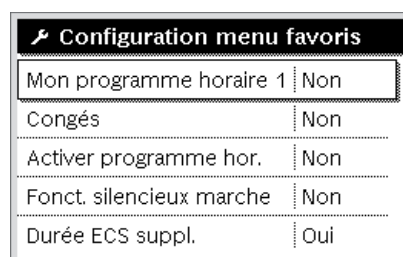 Configuration menu favoris
Mon programme horaire 1 Non
Congés Non
Activer programme hor. Non
Fonct. silencieux marche Non
Durée ECS suppl. Oui